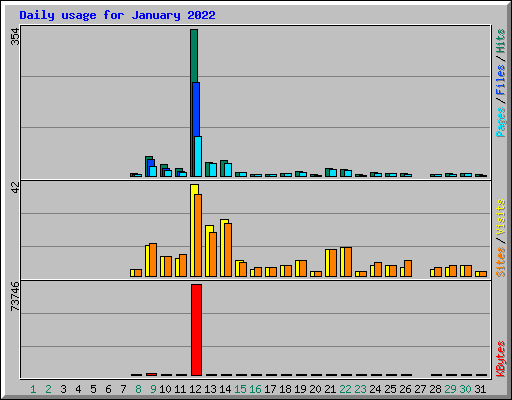 Daily usage for January 2022
354
42
73746
Pages / Files / Hits
Sites / Visits
KBytes
1 2 3 4 5 6 7 8 9 10 11 12 13 14 15 16 17 18 19 20 21 22 23 24 25 26 27 28 29 30 31